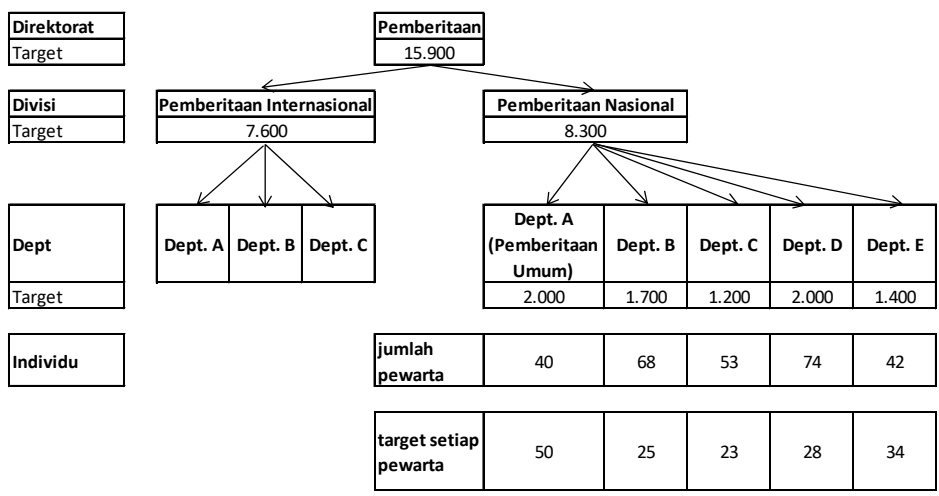 Direktorat Pemberitaan
Target 15.900
Divisi Pemberitaan Internasional Pemberitaan Nasional
Target 7.600 8.300
Dept Dept. A Dept. B Dept. C Dept. A (Pemberitaan Umum) Dept. B Dept. C Dept. D Dept. E
Target 2.000 1.700 1.200 2.000 1.400
Individu jumlah pewarta 40 68 53 74 42
target setiap pewarta 50 25 23 28 34